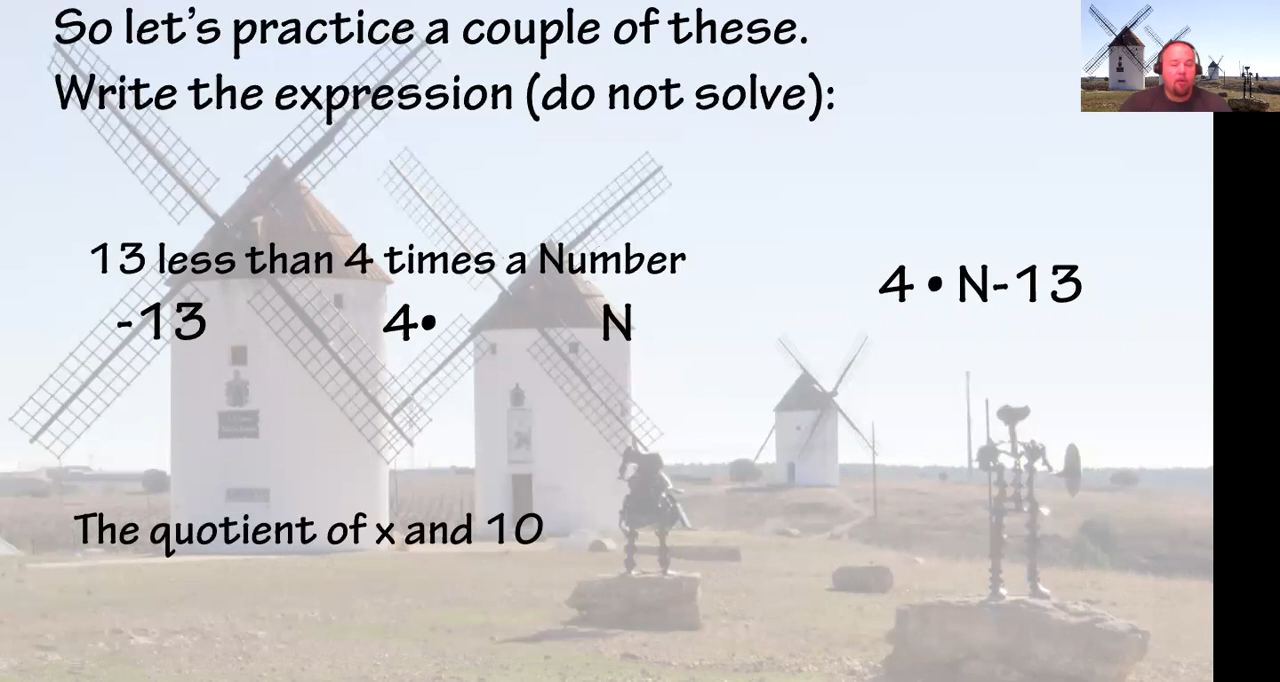 So let's practice a couple of these.
Write the expression (do not solve):
13 less than 4 times a Number
-13 4• N
4 • N-13
The quotient of x and 10